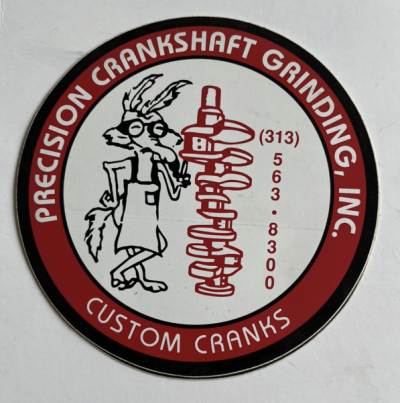 PRECISION CRANKSHAFT GRINDING, INC.
(313)
563·8300
CUSTOM CRANKS